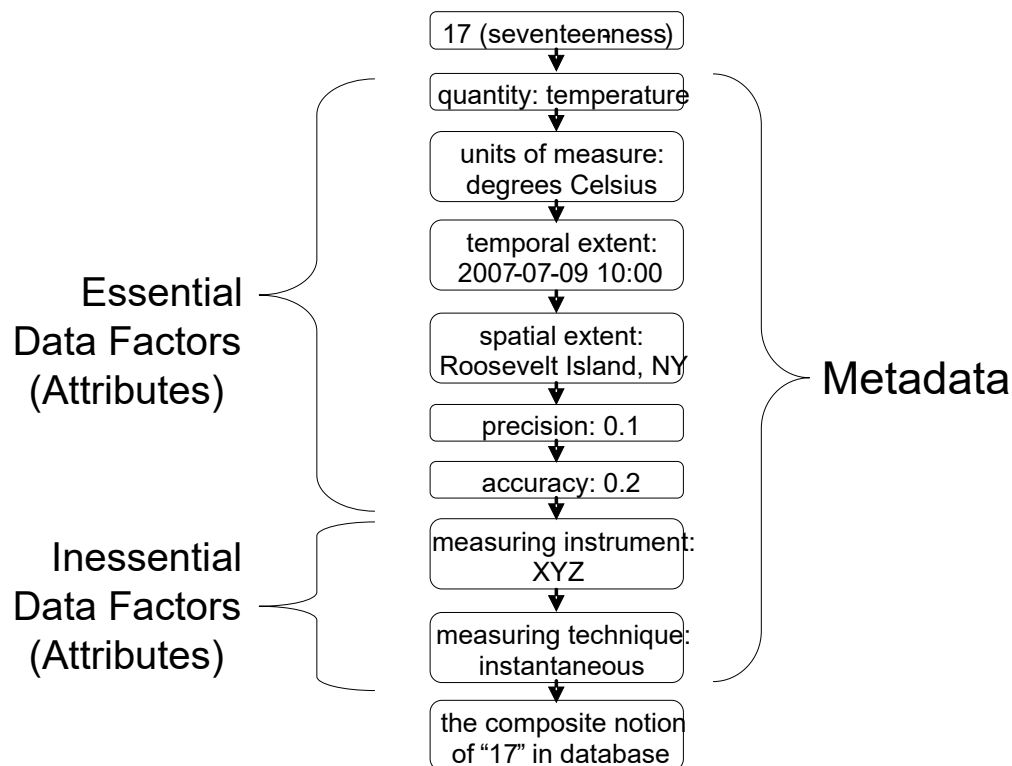 17 (seventeen-ness)
quantity: temperature
units of measure:
degrees Celsius
temporal extent:
2007-07-09 10:00
spatial extent:
Roosevelt Island, NY
precision: 0.1
accuracy: 0.2
measuring instrument:
XYZ
measuring technique:
instantaneous
the composite notion
of “17” in database
Essential
Data Factors
(Attributes)
Inessential
Data Factors
(Attributes)
Metadata